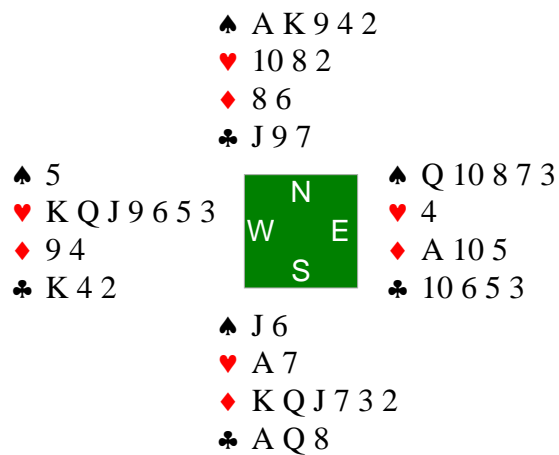 ♠ A K 9 4 2
♥ 10 8 2
♦ 8 6
♣ J 9 7
♠ 5
♥ K Q J 9 6 5 3
♦ 9 4
♣ K 4 2
N
W E
S
♠ Q 10 8 7 3
♥ 4
♦ A 10 5
♣ 10 6 5 3
♠ J 6
♥ A 7
♦ K Q J 7 3 2
♣ A Q 8